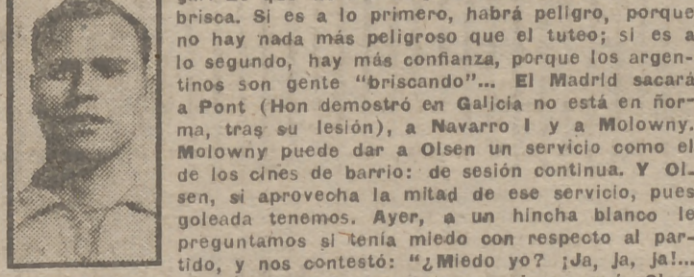 brisca. Si es a lo primero, habrá peligro, porque
no hay nada más peligroso que el tuteo; si es a
lo segundo, hay más confianza, porque los argen-
tinos son gente "briscando"... El Madrid sacará
a Pont (Hon demostró en Galicia no está en ñor-
ma, tras su lesión), a Navarro I y a Molowny.
Molowny puede dar a Olsen un servicio como el
de los cines de barrio: de sesión continua. Y Ol-
sen, si aprovecha la mitad de ese servicio, pues
goleada tenemos. Ayer, a un hincha blanco le
preguntamos si tenía miedo con respecto al par-
tido, y nos contestó: "¿Miedo yo? ¡Ja, ja, ja!...